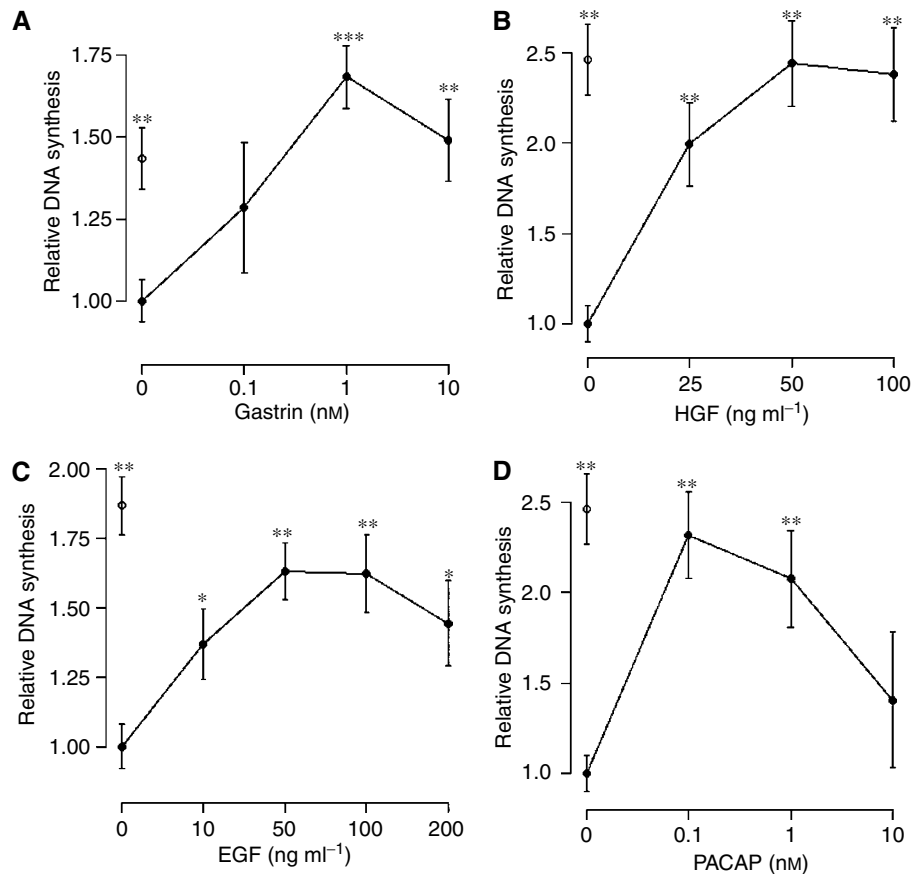 A
Relative DNA synthesis
1.75
1.50
1.25
1.00
**
***
**
0 0.1 1 10
Gastrin (nM)
B
Relative DNA synthesis
2.5
2.0
2.5
1.0
**
**
**
**
0 25 50 100
HGF (ng ml⁻¹)
C
Relative DNA synthesis
2.00
1.75
1.50
1.25
1.00
**
*
**
**
*
0 10 50 100 200
EGF (ng ml⁻¹)
D
Relative DNA synthesis
2.5
2.0
1.5
1.0
**
**
**
0 0.1 1 10
PACAP (nM)